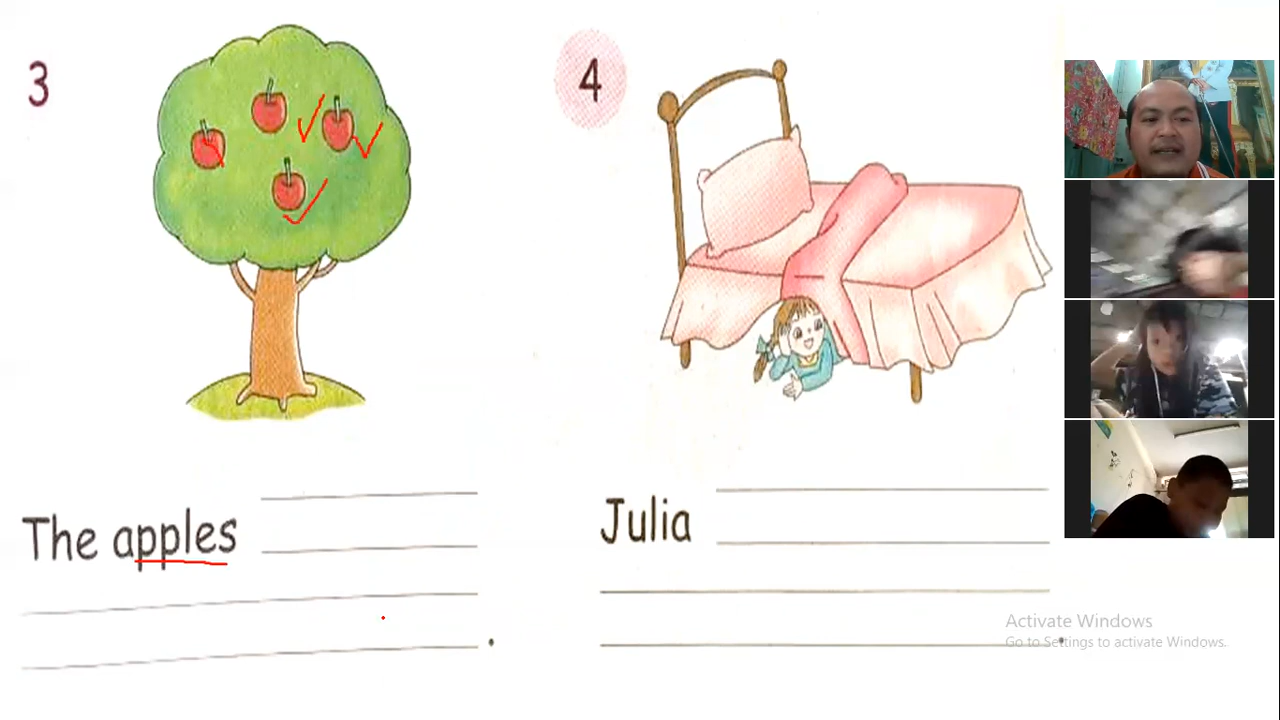 3
4
The apples
.
Julia
.
Activate Windows
Go to Settings to activate Windows.